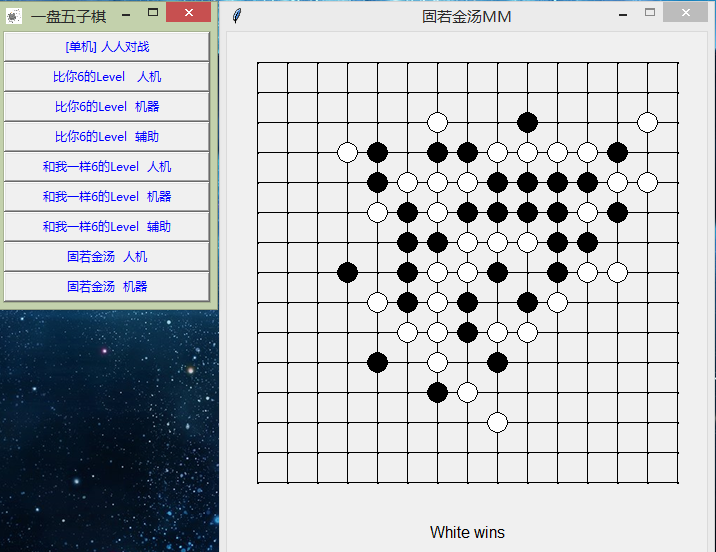 一盘五子棋
[单机] 人人对战
比你6的Level 人机
比你6的Level 机器
比你6的Level 辅助
和我一样6的Level 人机
和我一样6的Level 机器
和我一样6的Level 辅助
固若金汤 人机
固若金汤 机器
固若金汤MM
White wins